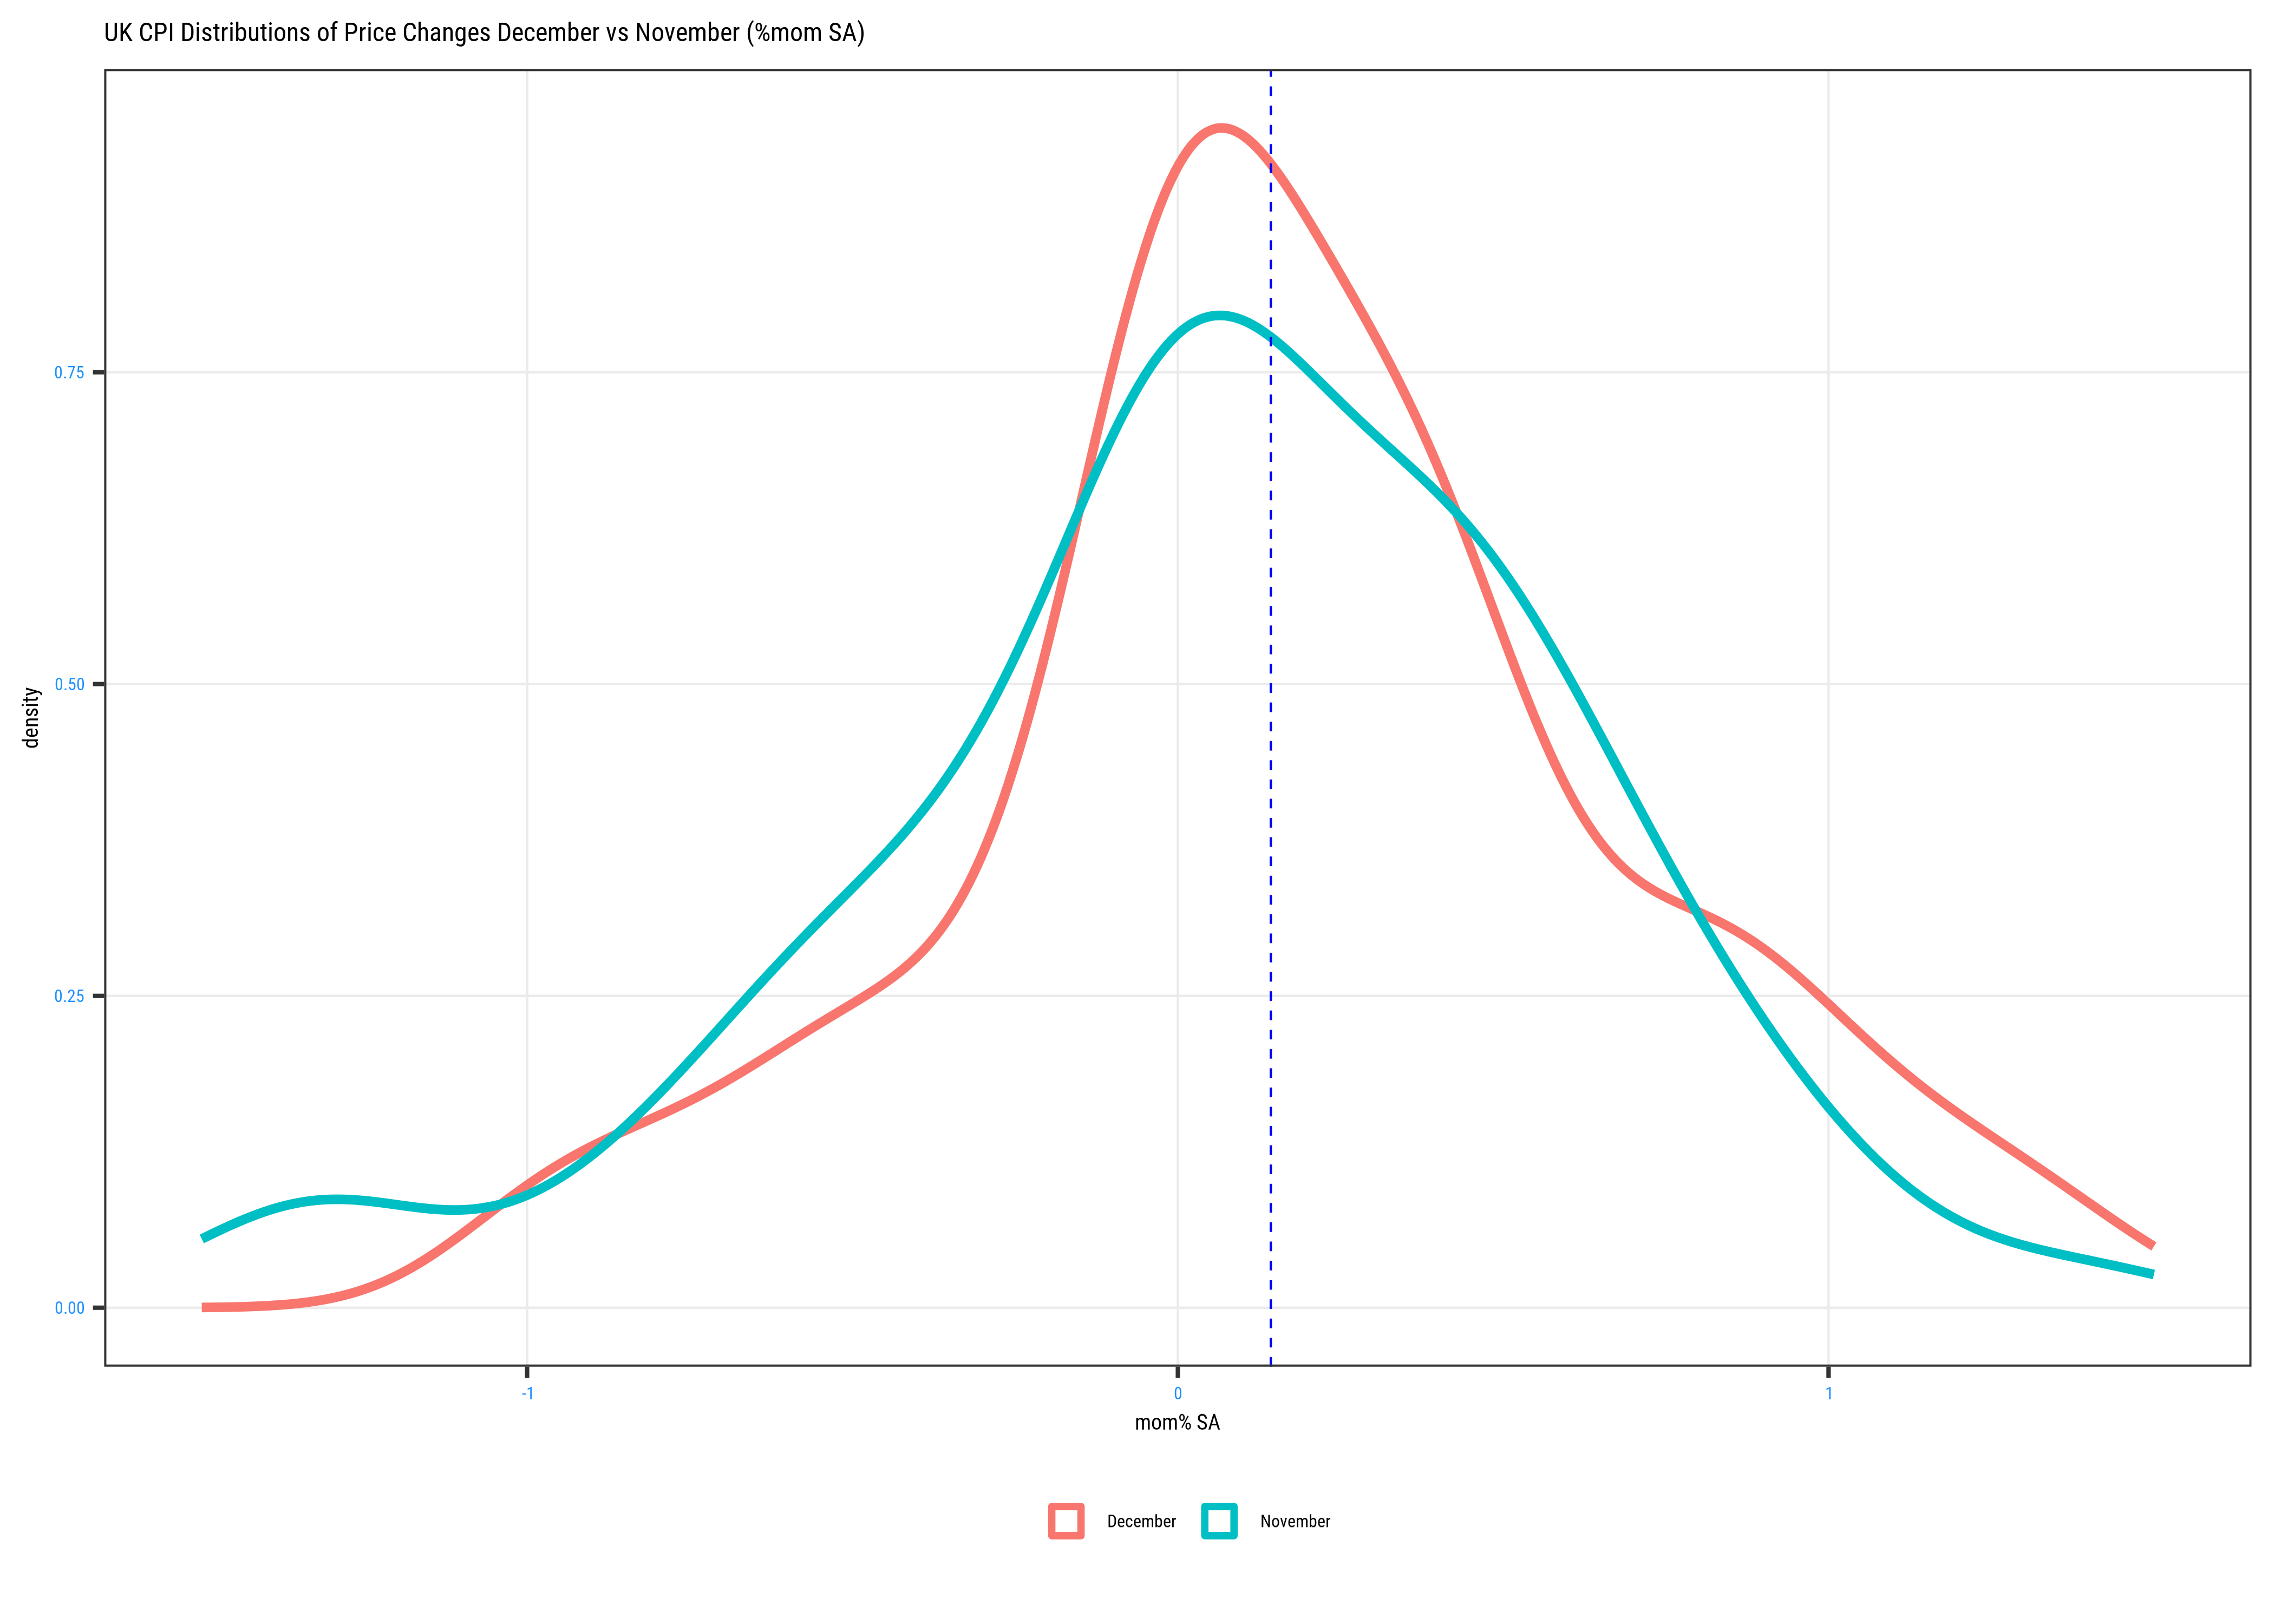 UK CPI Distributions of Price Changes December vs November (%mom SA)
density
0.75
0.50
0.25
0.00
-1 0 1
mom% SA
December November